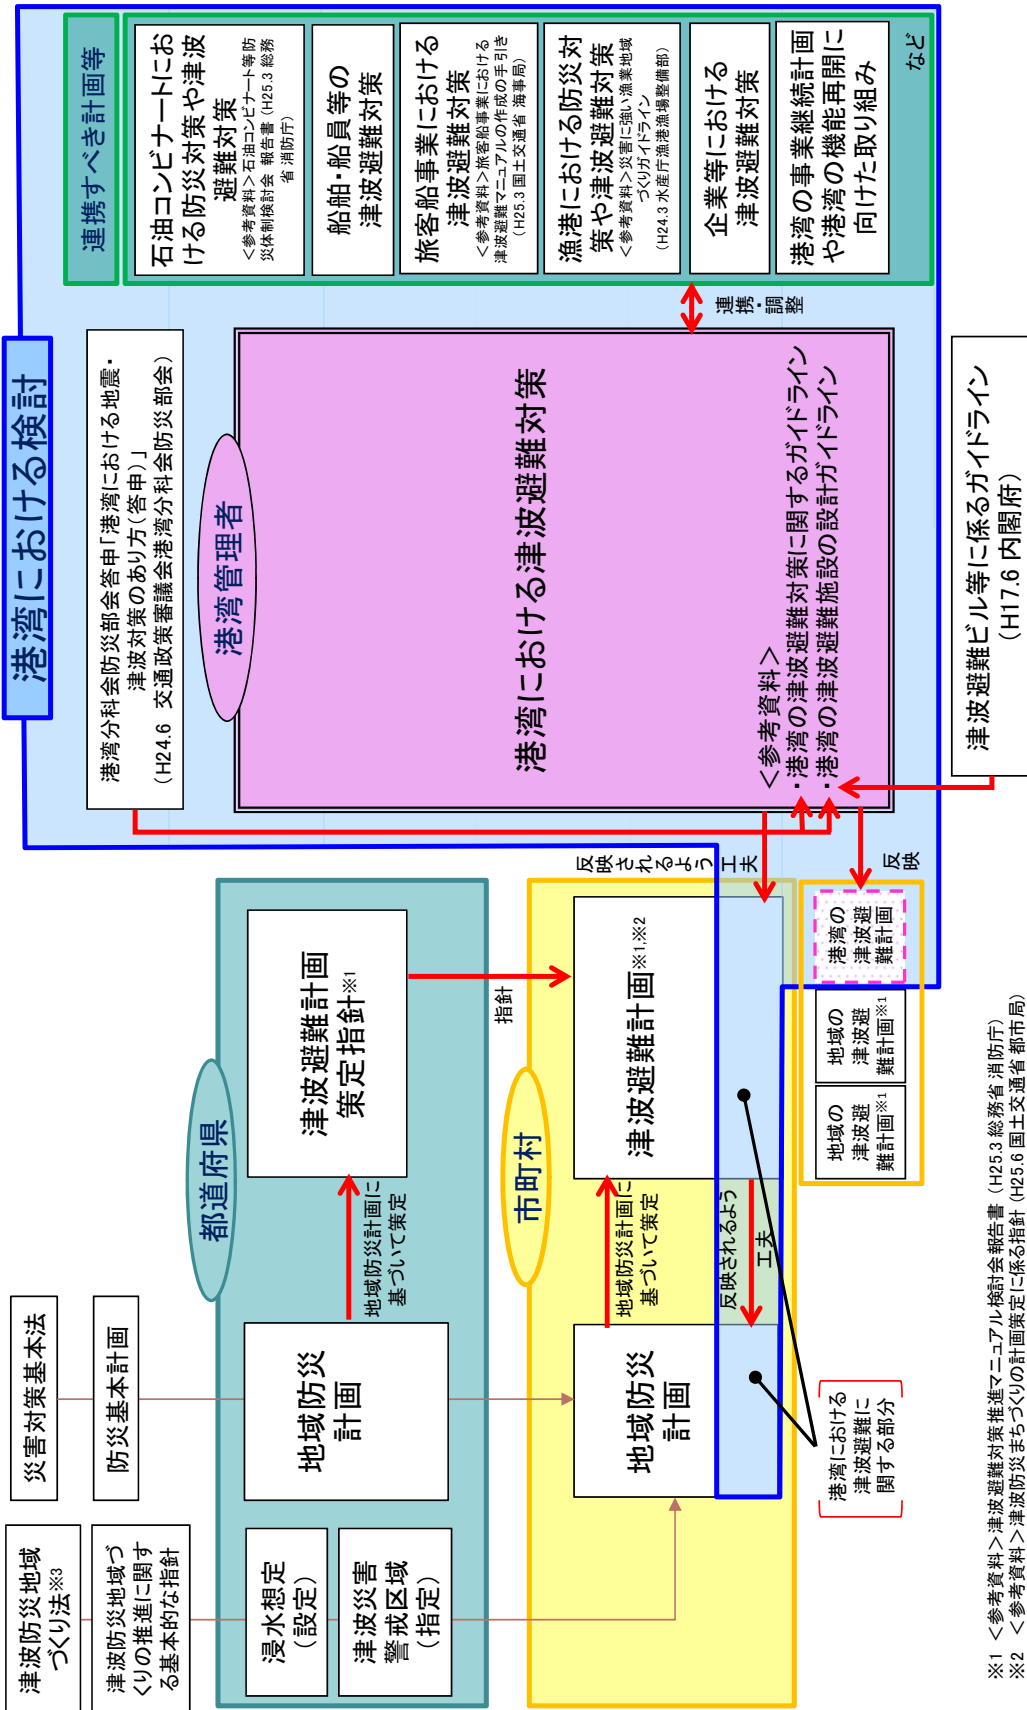 港湾における検討
津波防災地域
づくり法※3
津波防災地域づ
くりの推進に関す
る基本的な指針
災害対策基本法
防災基本計画
都道府県
浸水想定
（設定）
津波災害
警戒区域
（指定）
地域防災
計画
地域防災計画に
基づいて策定
津波避難計画
策定指針※1
指針
市町村
地域防災
計画
地域防災計画に
基づいて策定
反映されるよう
工夫
津波避難計画※1,※2
反映されるよう 工夫
港湾における
津波避難に
関する部分
地域の
津波避
難計画※1
地域の
津波避
難計画※1
港湾の
津波避
難計画
反映
港湾分科会防災部会答申「港湾における地震・
津波対策のあり方（答申）」
（H24.6 交通政策審議会港湾分科会防災部会）
港湾管理者
港湾における津波避難対策
＜参考資料＞
・港湾の津波避難対策に関するガイドライン
・港湾の津波避難施設の設計ガイドライン
津波避難ビル等に係るガイドライン
（H17.6 内閣府）
連携・調整
連携すべき計画等
石油コンビナートにお
ける防災対策や津波
避難対策
＜参考資料＞石油コンビナート等防
災体制検討会 報告書（H25.3 総務
省 消防庁）
船舶・船員等の
津波避難対策
旅客船事業における
津波避難対策
＜参考資料＞旅客船事業における
津波避難マニュアルの作成の手引き
（H25.3 国土交通省 海事局）
漁港における防災対
策や津波避難対策
＜参考資料＞災害に強い漁業地域
づくりガイドライン
（H24.3 水産庁漁港漁場整備部）
企業等における
津波避難対策
港湾の事業継続計画
や港湾の機能再開に
向けた取り組み
など
※1 ＜参考資料＞津波避難対策推進マニュアル検討会報告書（H25.3 総務省 消防庁）
※2 ＜参考資料＞津波防災まちづくりの計画策定に係る指針（H25.6 国土交通省 都市局）